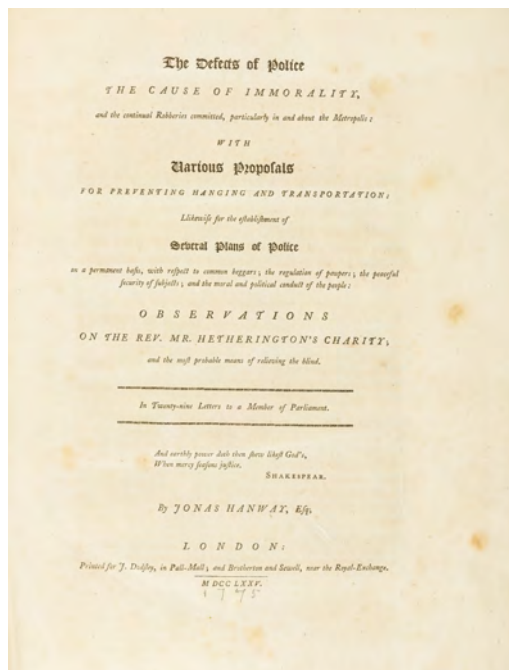 The Defects of Police
THE CAUSE OF IMMORALITY,
and the continual Robberies committed, particularly in and about the Metropolis:
WITH
Various Propoſals
FOR PREVENTING HANGING AND TRANSPORTATION:
Likewiſe for the eſtabliſhment of
Several Plans of Police
on a permanent baſis, with reſpect to common beggars; the regulation of paupers; the peaceful
ſecurity of ſubjects; and the moral and political conduct of the people:
OBSERVATIONS
ON THE REV. MR. HETHERINGTON'S CHARITY;
and the moſt probable means of relieving the blind.
In Twenty-nine Letters to a Member of Parliament.
And earthly power doth then ſhow likeſt God's,
When mercy ſeaſons juſtice.
SHAKESPEAR.
By JONAS HANWAY, Eſq.
LONDON:
Printed for J. Dodſley, in Pall-Mall; and Brotherton and Sewell, near the Royal-Exchange.
MDCCLXXV.
1775